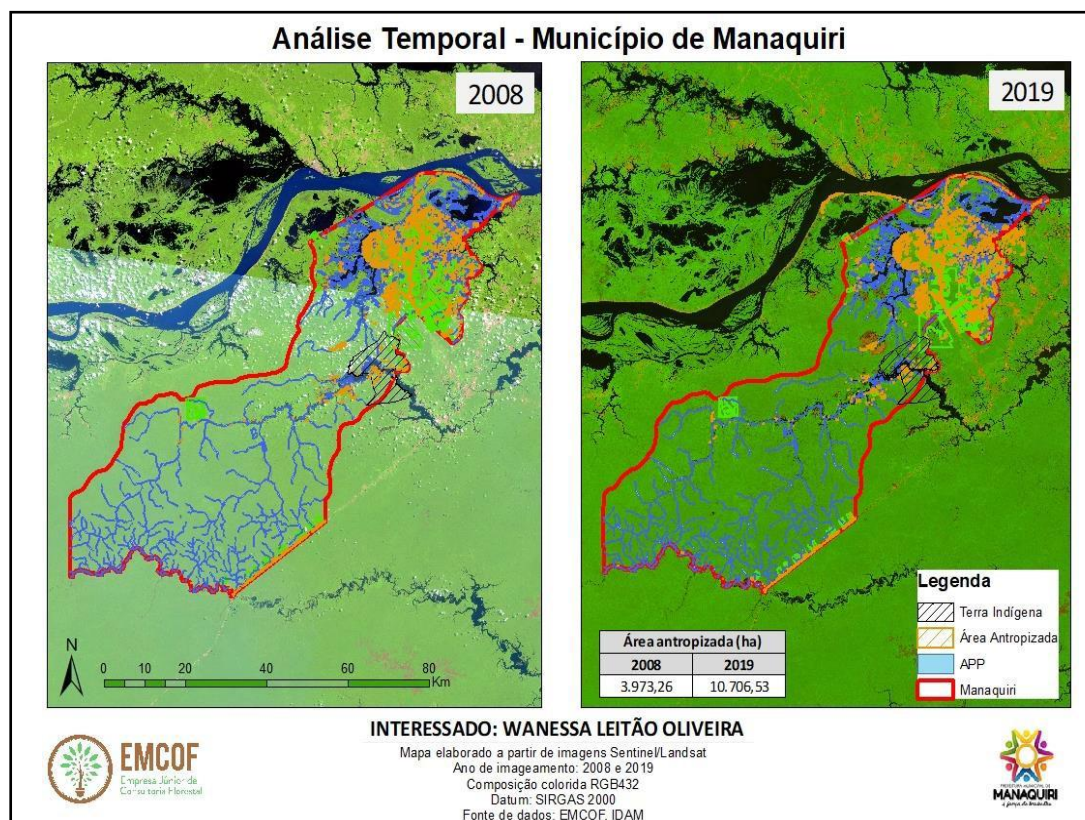 Análise Temporal - Município de Manaquiri
2008
2019
N
0 10 20 40 60 80
Km
Área antropizada (ha)
2008 2019
3.973,26 10.706,53
Legenda
Terra Indígena
Área Antropizada
APP
Manaquiri
INTERESSADO: WANESSA LEITÃO OLIVEIRA
Mapa elaborado a partir de imagens Sentinel/Landsat
Ano de imageamento: 2008 e 2019
Composição colorida RGB432
Datum: SIRGAS 2000
Fonte de dados: EMCOF, IDAM
EMCOF
Empresa Júnior de
Consultoria Florestal
PREFEITURA MUNICIPAL DE
MANAQUIRI